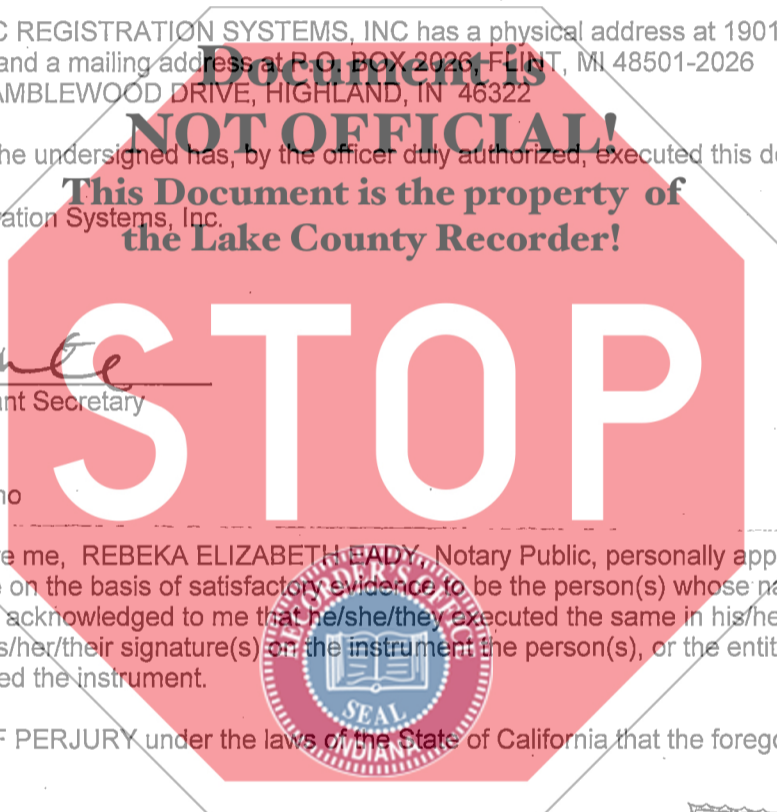 C REGISTRATION SYSTEMS, INC has a physical address at 1901
Document is
and a mailing address at P.O. BOX 2026, FLINT, MI 48501-2026
AMBLEWOOD DRIVE, HIGHLAND, IN 46322
NOT OFFICIAL!
he undersigned has, by the officer duly authorized, executed this d
This Document is the property of
ration Systems, Inc.
the Lake County Recorder!
STOP
nt Secretary
no
e me, REBEKA ELIZABETH EADY, Notary Public, personally app
e on the basis of satisfactory evidence to be the person(s) whose na
acknowledged to me that he/she/they executed the same in his/he
s/her/their signature(s) on the instrument the person(s), or the entit
ed the instrument.
RECORDER'S OFFICE
SEAL
INDIANA
F PERJURY under the laws of the State of California that the forego